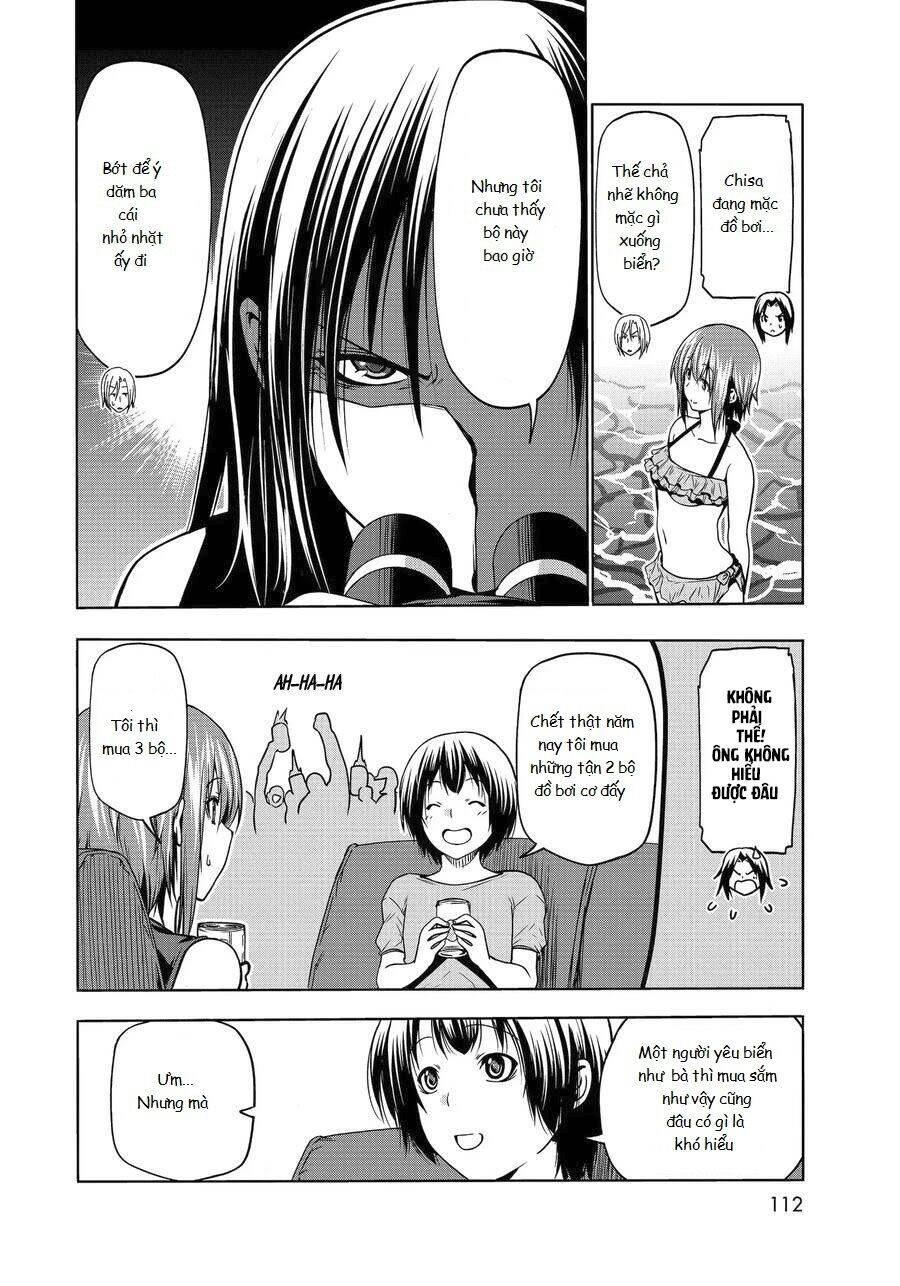 Chisa
đang mặc
đồ bơi...
Thế chả
nhẽ không
mặc gì
xuống
biển?
Nhưng tôi
chưa thấy
bộ này
bao giờ
Bớt để ý
dăm ba
cái
nhỏ nhặt
ấy đi
KHÔNG
PHẢI
THẾ!
ÔNG KHÔNG
HIỂU
ĐƯỢC ĐÂU
Chết thật năm
nay tôi mua
những tận 2 bộ
đồ bơi cơ đấy
AH-HA-HA
Tôi thì
mua 3 bộ...
Một người yêu biển
như bà thì mua sắm
như vậy cũng
đâu có gì là
khó hiểu
Ưm...
Nhưng mà
112